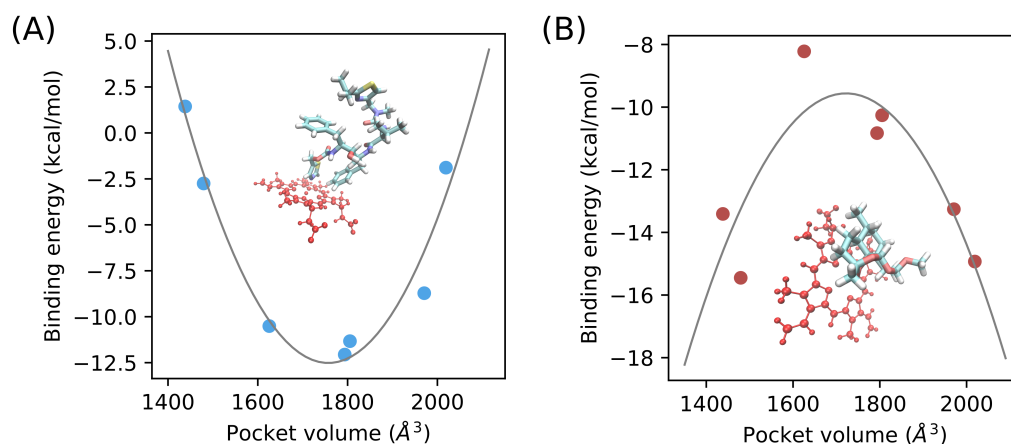 (A)
Binding energy (kcal/mol)
5.0
2.5
0.0
−2.5
−5.0
−7.5
−10.0
−12.5
1400 1600 1800 2000
Pocket volume (Å³)
(B)
Binding energy (kcal/mol)
−8
−10
−12
−14
−16
−18
1400 1600 1800 2000
Pocket volume (Å³)